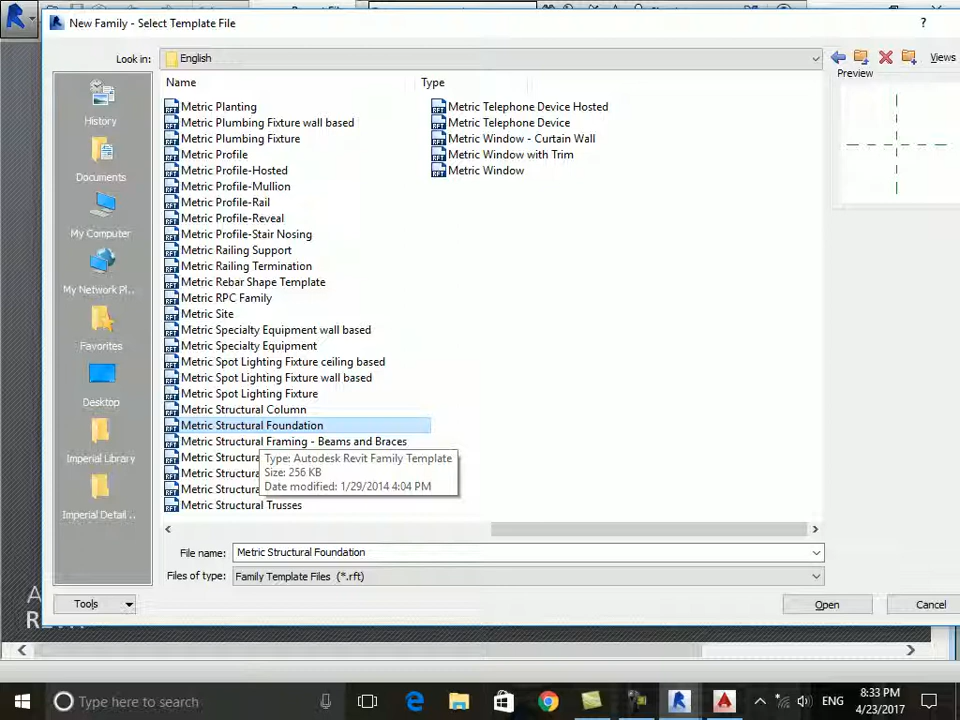 New Family - Select Template File
?
Look in:
English
Views
Preview
Name
Type
History
Documents
My Computer
My Network Pl...
Favorites
Desktop
Imperial Library
Imperial Detail ...
Metric Planting
Metric Plumbing Fixture wall based
Metric Plumbing Fixture
Metric Profile
Metric Profile-Hosted
Metric Profile-Mullion
Metric Profile-Rail
Metric Profile-Reveal
Metric Profile-Stair Nosing
Metric Railing Support
Metric Railing Termination
Metric Rebar Shape Template
Metric RPC Family
Metric Site
Metric Specialty Equipment wall based
Metric Specialty Equipment
Metric Spot Lighting Fixture ceiling based
Metric Spot Lighting Fixture wall based
Metric Spot Lighting Fixture
Metric Structural Column
Metric Structural Foundation
Metric Structural Framing - Beams and Braces
Metric Structura
Metric Structura
Metric Structura
Metric Structural Trusses
Metric Telephone Device Hosted
Metric Telephone Device
Metric Window - Curtain Wall
Metric Window with Trim
Metric Window
Type: Autodesk Revit Family Template
Size: 256 KB
Date modified: 1/29/2014 4:04 PM
File name:
Metric Structural Foundation
Files of type:
Family Template Files (*.rft)
Tools
Open
Cancel
Type here to search
ENG
8:33 PM
4/23/2017